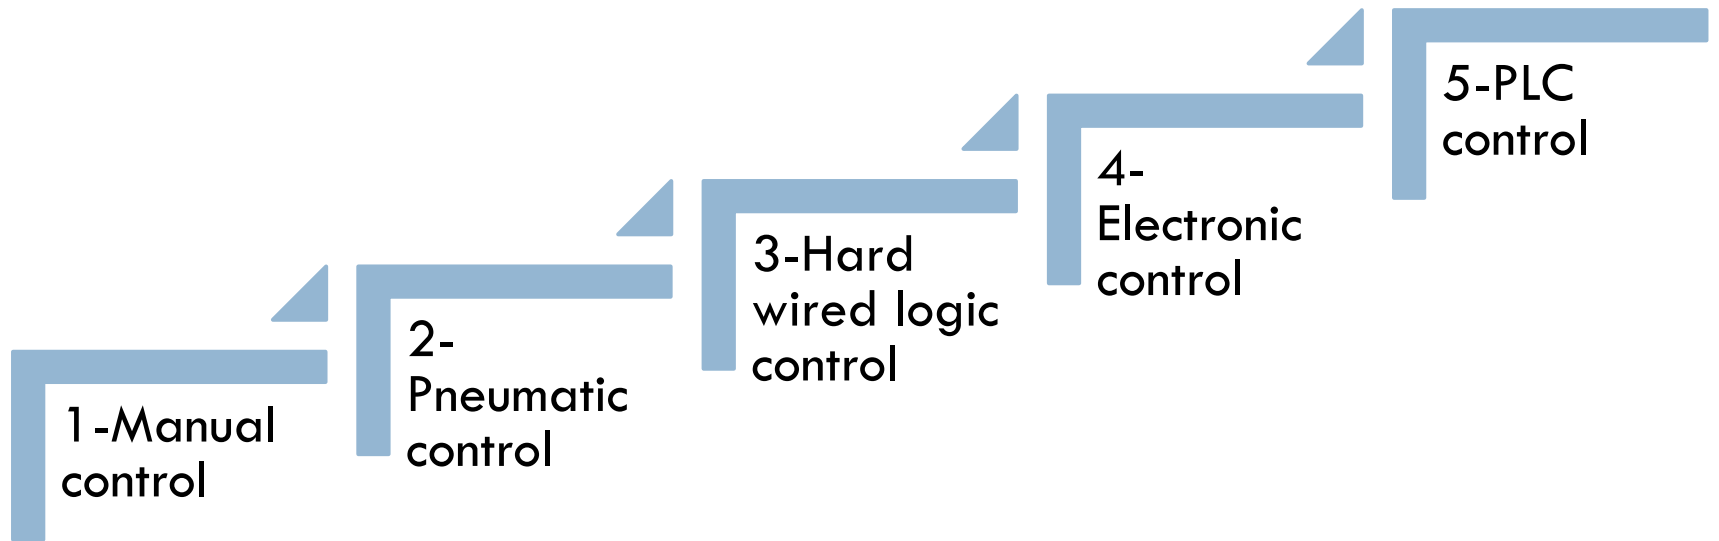 1-Manual
control
2-
Pneumatic
control
3-Hard
wired logic
control
4-
Electronic
control
5-PLC
control